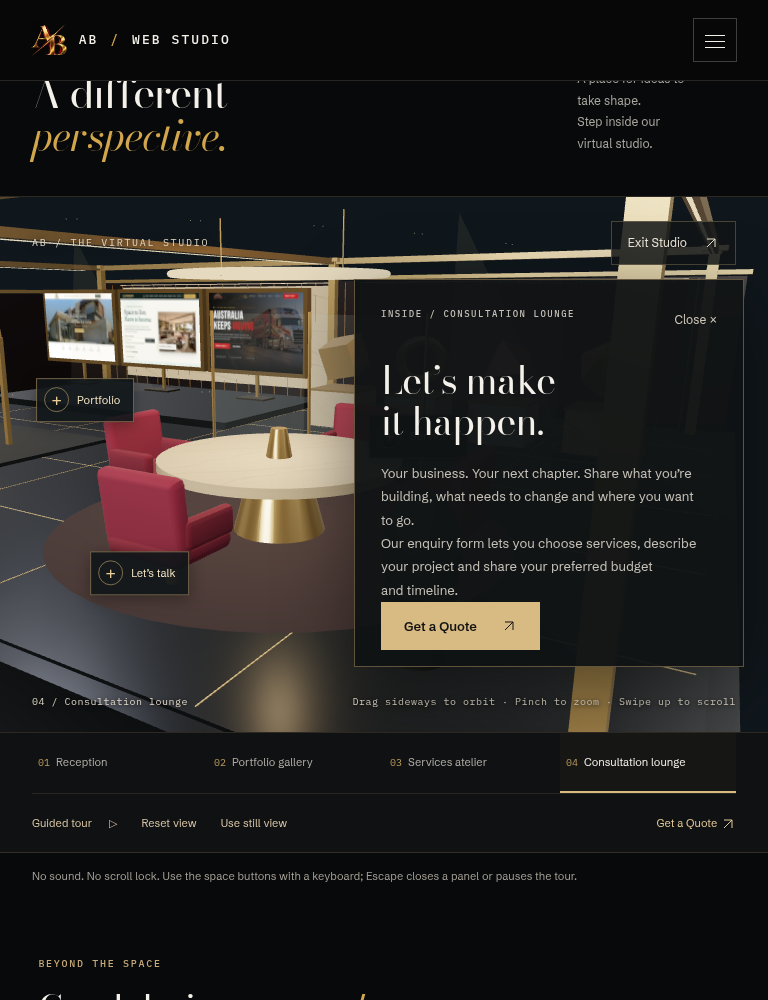 AB / WEB STUDIO
A different
perspective.
A place for ideas to
take shape.
Step inside our
virtual studio.
AB / THE VIRTUAL STUDIO
Exit Studio
AUSTRALIA
KEEPS
INSIDE / CONSULTATION LOUNGE
Close ×
Let's make
it happen.
Portfolio
Your business. Your next chapter. Share what you're
building, what needs to change and where you want
to go.
Our enquiry form lets you choose services, describe
your project and share your preferred budget
and timeline.
Let's talk
Get a Quote
04 / Consultation lounge
Drag sideways to orbit · Pinch to zoom · Swipe up to scroll
01 Reception
02 Portfolio gallery
03 Services atelier
04 Consultation lounge
Guided tour ▷
Reset view
Use still view
Get a Quote
No sound. No scroll lock. Use the space buttons with a keyboard; Escape closes a panel or pauses the tour.
BEYOND THE SPACE